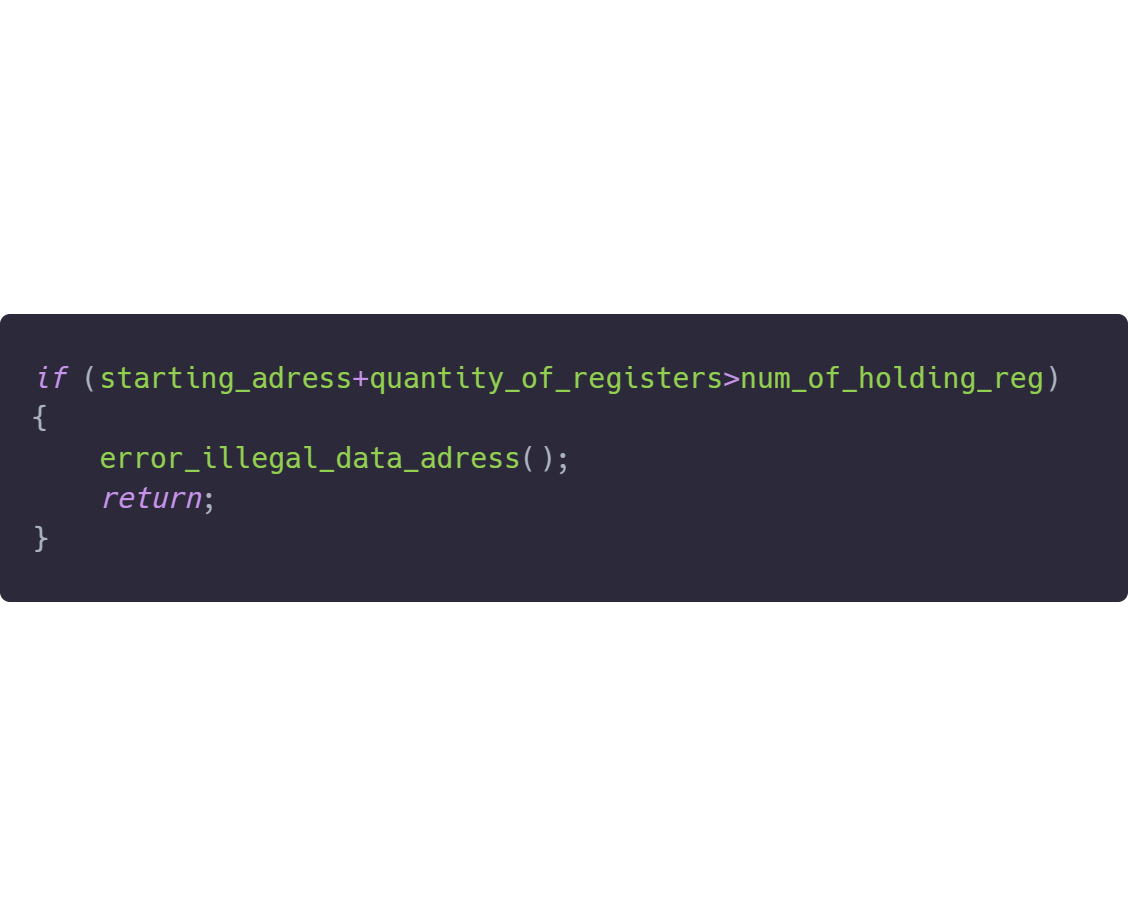 if (starting_adress+quantity_of_registers>num_of_holding_reg)
{
    error_illegal_data_adress();
    return;
}